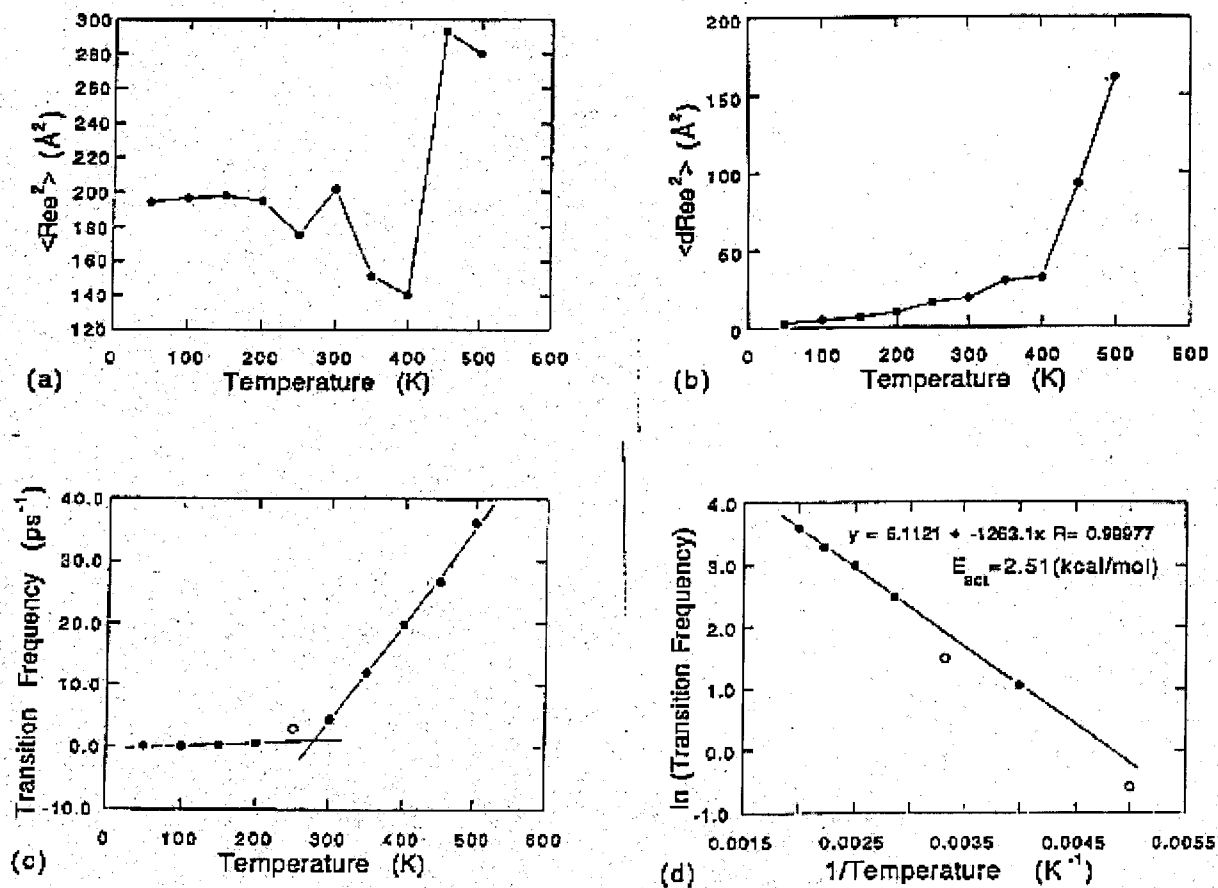 300
280
260
240
220
200
180
160
140
120
<Ree²> (Å²)
0 100 200 300 400 500 600
(a) Temperature (K)
200
150
100
50
0
<dRee²> (Å²)
0 100 200 300 400 500 600
(b) Temperature (K)
40.0
30.0
20.0
10.0
0.0
-10.0
Transition Frequency (ps⁻¹)
0 100 200 300 400 500 600
(c) Temperature (K)
4.0
3.0
2.0
1.0
0.0
-1.0
ln (Transition Frequency)
y = 6.1121 + -1263.1x R= 0.99977
E_act=2.51(kcal/mol)
0.0015 0.0025 0.0035 0.0045 0.0055
(d) 1/Temperature (K⁻¹)